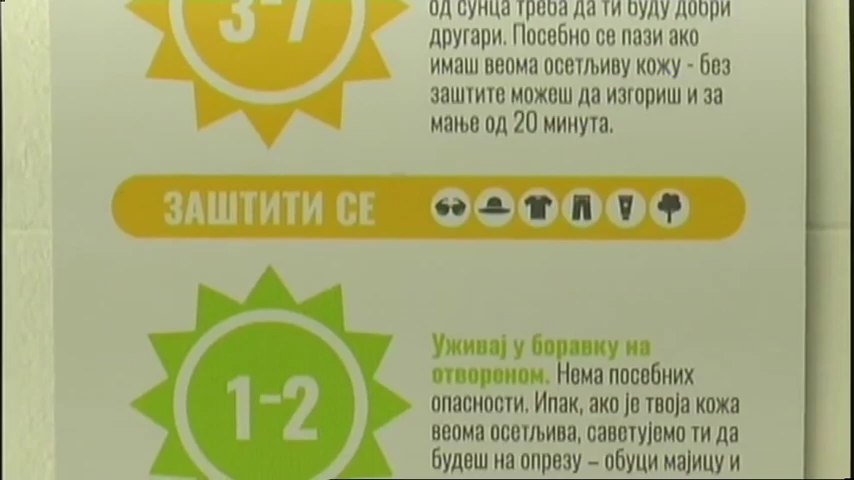 3-7
од сунца треба да ти буду добри
другари. Посебно се пази ако
имаш веома осетљиву кожу - без
заштите можеш да изгориш и за
мање од 20 минута.
ЗАШТИТИ СЕ
1-2
Уживај у боравку на
отвореном. Нема посебних
опасности. Ипак, ако је твоја кожа
веома осетљива, саветујемо ти да
будеш на опрезу – обуци мајицу и